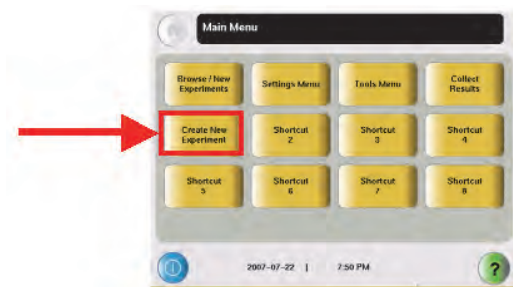 Main Menu
Browse / New
Experiments
Settings Menu
Tools Menu
Collect
Results
Create New
Experiment
Shortcut
2
Shortcut
3
Shortcut
4
Shortcut
5
Shortcut
6
Shortcut
7
Shortcut
8
2007-07-22 | 7:50 PM
?